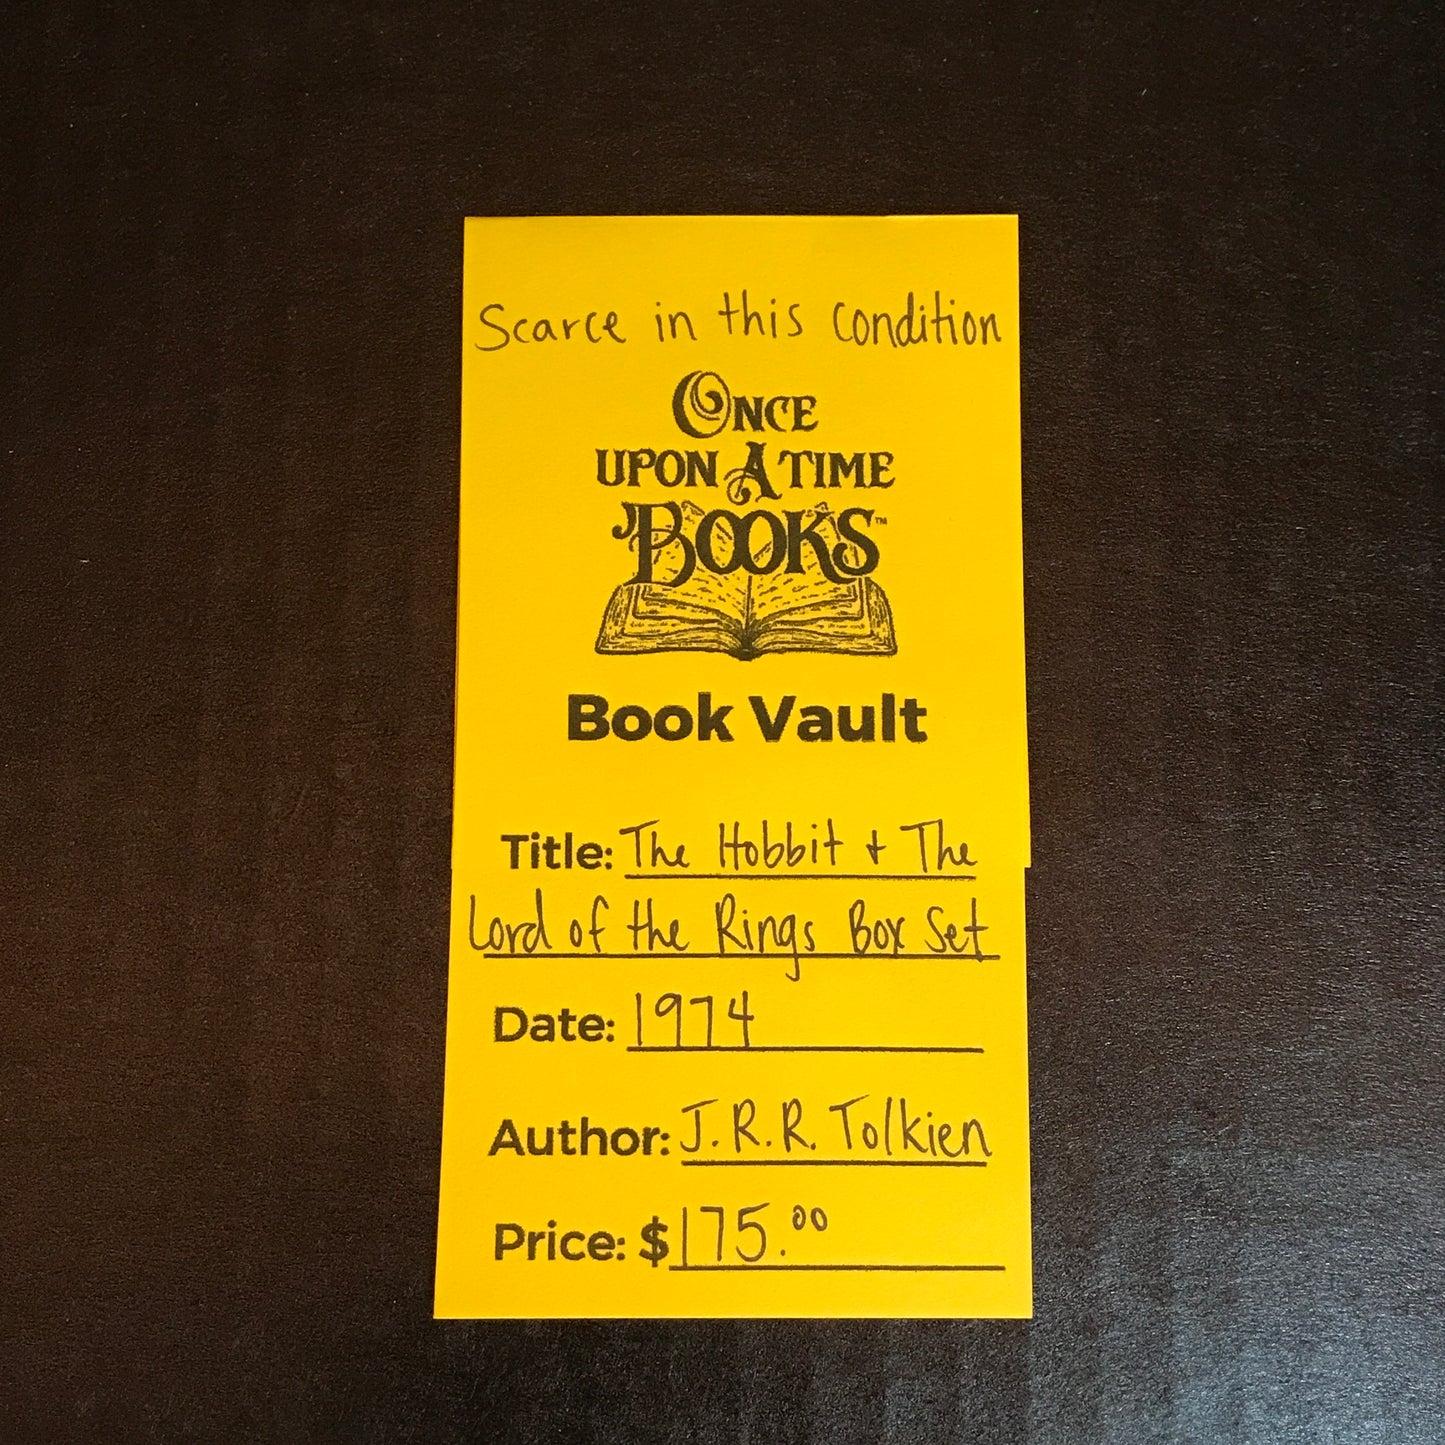 Scarce in this condition
ONCE
UPON A TIME
BOOKS™
Book Vault
Title: The Hobbit + The
Lord of the Rings Box Set
Date: 1974
Author: J.R.R. Tolkien
Price: $175.00